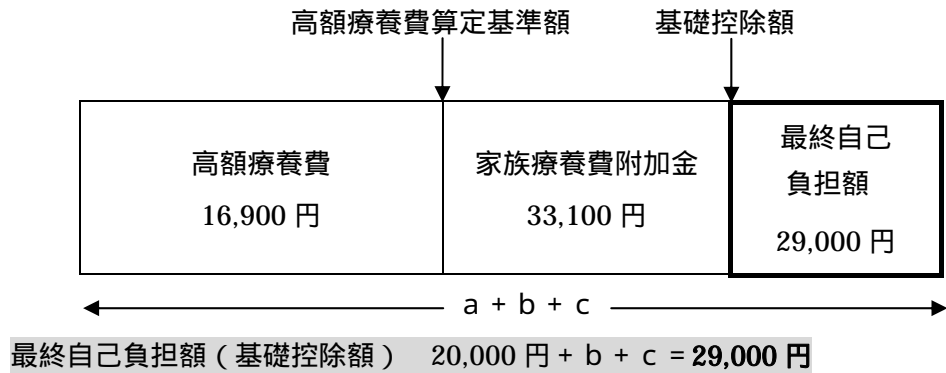 高額療養費算定基準額 基礎控除額
高額療養費
16,900 円
家族療養費附加金
33,100 円
最終自己
負担額
29,000 円
a + b + c
最終自己負担額（基礎控除額） 20,000 円 + b + c = 29,000 円